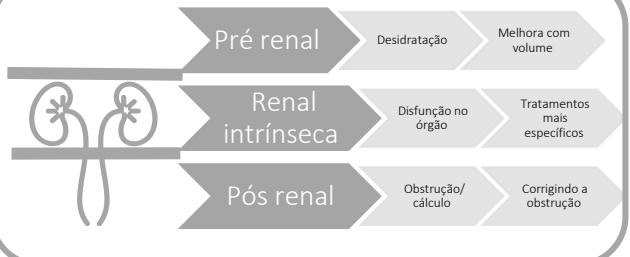 Pré renal
Desidratação
Melhora com
volume
Renal
intrínseca
Disfunção no
órgão
Tratamentos
mais
específicos
Pós renal
Obstrução/
cálculo
Corrigindo a
obstrução